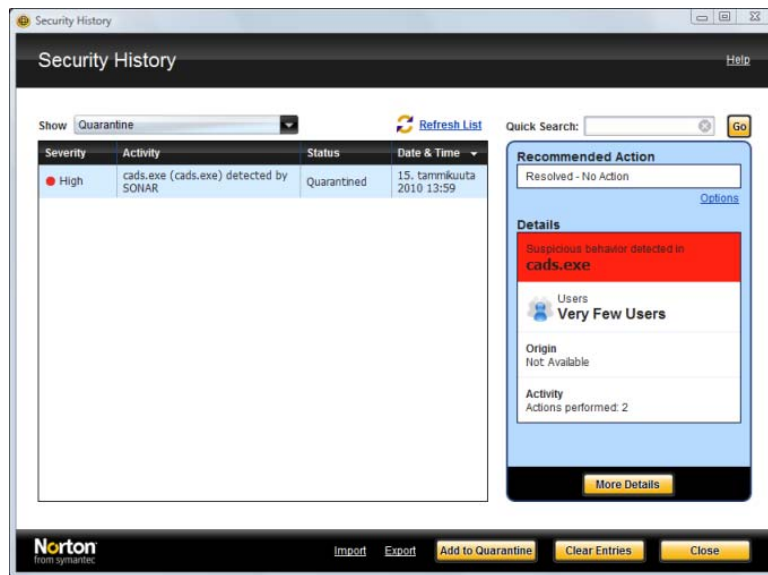 Security History
Security History
Help
Show Quarantine
Refresh List
Quick Search:
Go
Severity Activity Status Date & Time
High
cads.exe (cads.exe) detected by
SONAR
Quarantined
15. tammikuuta
2010 13:59
Recommended Action
Resolved - No Action
Options
Details
Suspicious behavior detected in
cads.exe
Users
Very Few Users
Origin
Not Available
Activity
Actions performed: 2
More Details
Norton
from symantec
Import Export Add to Quarantine Clear Entries Close